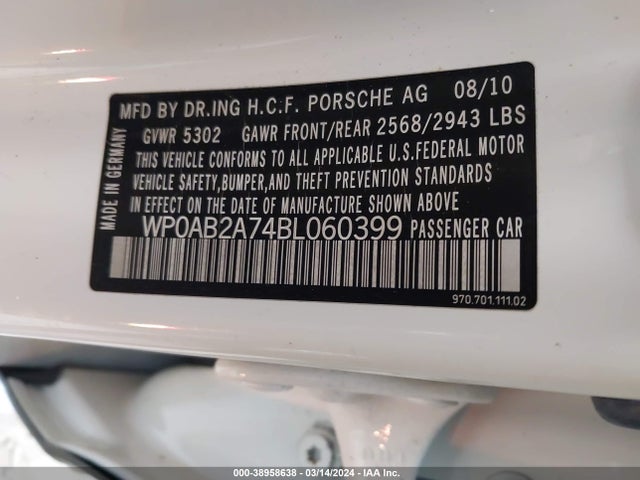 MFD BY DR.ING H.C.F. PORSCHE AG 08/10
GVWR 5302 GAWR FRONT/REAR 2568/2943 LBS
THIS VEHICLE CONFORMS TO ALL APPLICABLE U.S.FEDERAL MOTOR
VEHICLE SAFETY,BUMPER,AND THEFT PREVENTION STANDARDS
IN EFFECT ON THE DATE OF MANUFACTURE SHOWN ABOVE
WP0AB2A74BL060399 PASSENGER CAR
MADE IN GERMANY
970.701.111.02
000-38958638 - 03/14/2024 - IAA Inc.